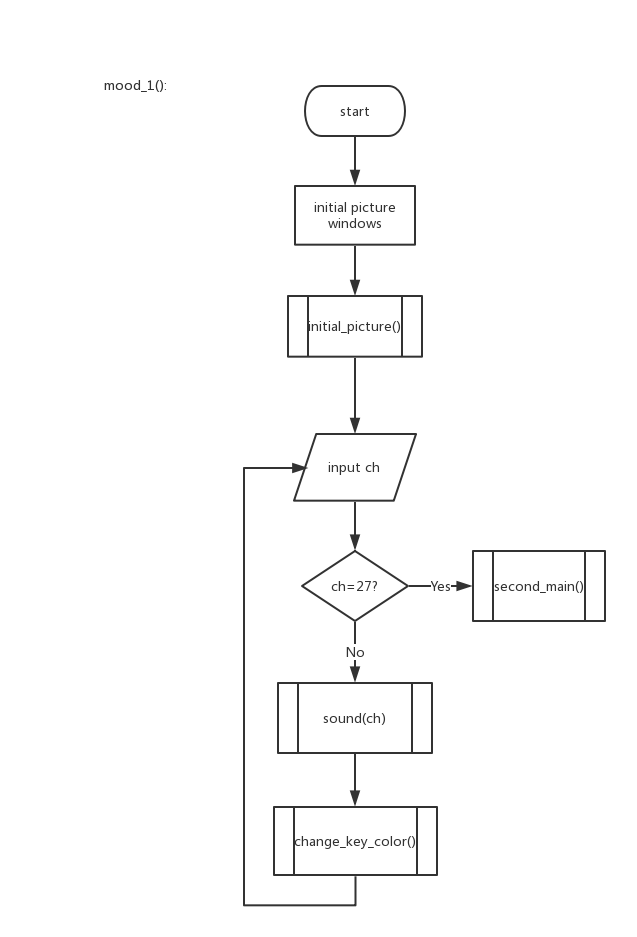 mood_1():
start
initial picture
windows
initial_picture()
input ch
ch=27?
Yes
second_main()
No
sound(ch)
change_key_color()